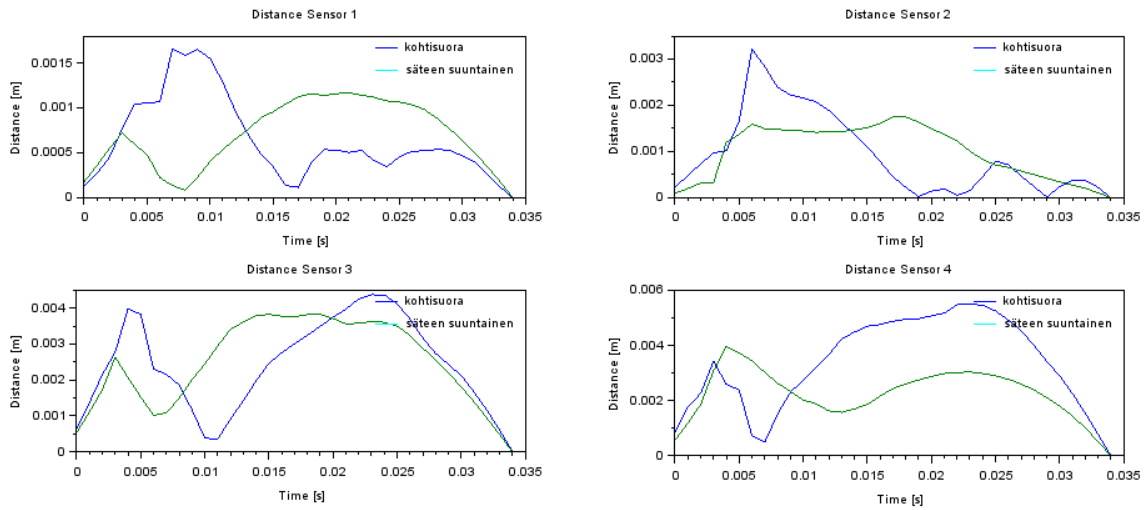 Distance Sensor 1
Distance [m]
0.0015
0.001
0.0005
0
kohtisuora
säteen suuntainen
0 0.005 0.01 0.015 0.02 0.025 0.03 0.035
Time [s]
Distance Sensor 2
Distance [m]
0.003
0.002
0.001
0
kohtisuora
säteen suuntainen
0 0.005 0.01 0.015 0.02 0.025 0.03 0.035
Time [s]
Distance Sensor 3
Distance [m]
0.004
0.003
0.002
0.001
0
kohtisuora
säteen suuntainen
0 0.005 0.01 0.015 0.02 0.025 0.03 0.035
Time [s]
Distance Sensor 4
Distance [m]
0.006
0.004
0.002
0
kohtisuora
säteen suuntainen
0 0.005 0.01 0.015 0.02 0.025 0.03 0.035
Time [s]